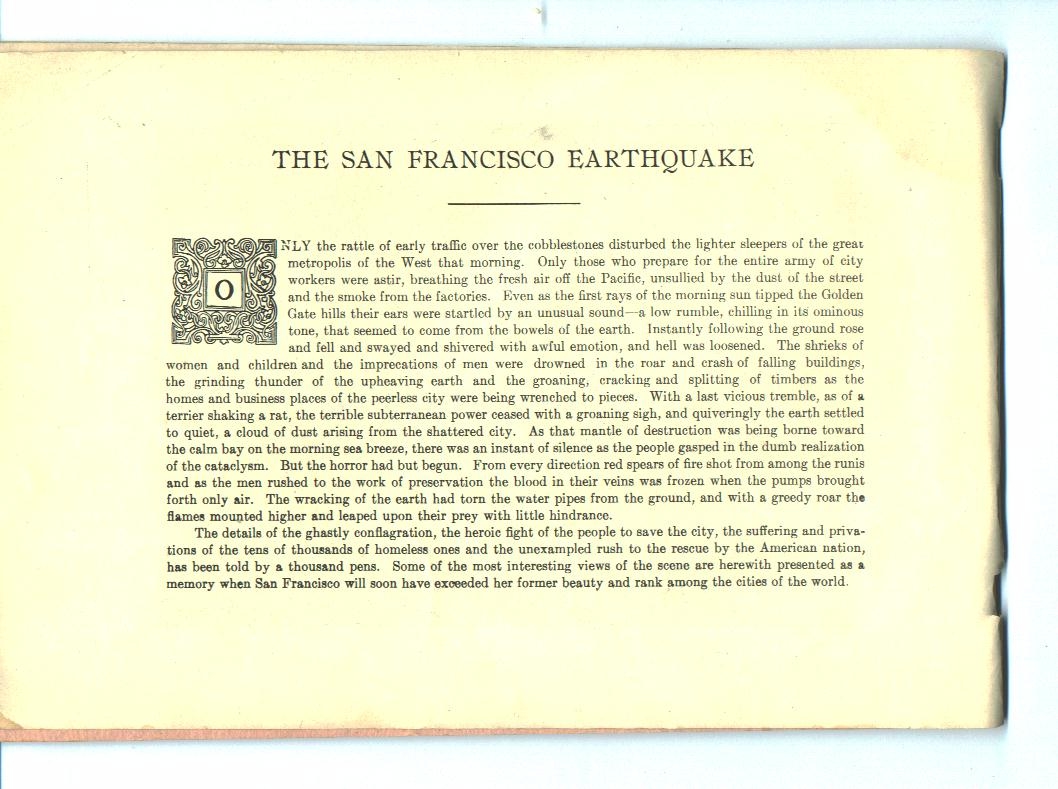 THE SAN FRANCISCO EARTHQUAKE
ONLY the rattle of early traffic over the cobblestones disturbed the lighter sleepers of the great
metropolis of the West that morning. Only those who prepare for the entire army of city
workers were astir, breathing the fresh air off the Pacific, unsullied by the dust of the street
and the smoke from the factories. Even as the first rays of the morning sun tipped the Golden
Gate hills their ears were startled by an unusual sound—a low rumble, chilling in its ominous
tone, that seemed to come from the bowels of the earth. Instantly following the ground rose
and fell and swayed and shivered with awful emotion, and hell was loosened. The shrieks of
women and children and the imprecations of men were drowned in the roar and crash of falling buildings,
the grinding thunder of the upheaving earth and the groaning, cracking and splitting of timbers as the
homes and business places of the peerless city were being wrenched to pieces. With a last vicious tremble, as of a
terrier shaking a rat, the terrible subterranean power ceased with a groaning sigh, and quiveringly the earth settled
to quiet, a cloud of dust arising from the shattered city. As that mantle of destruction was being borne toward
the calm bay on the morning sea breeze, there was an instant of silence as the people gasped in the dumb realization
of the cataclysm. But the horror had but begun. From every direction red spears of fire shot from among the runis
and as the men rushed to the work of preservation the blood in their veins was frozen when the pumps brought
forth only air. The wracking of the earth had torn the water pipes from the ground, and with a greedy roar the
flames mounted higher and leaped upon their prey with little hindrance.
The details of the ghastly conflagration, the heroic fight of the people to save the city, the suffering and priva-
tions of the tens of thousands of homeless ones and the unexampled rush to the rescue by the American nation,
has been told by a thousand pens. Some of the most interesting views of the scene are herewith presented as a
memory when San Francisco will soon have exceeded her former beauty and rank among the cities of the world.